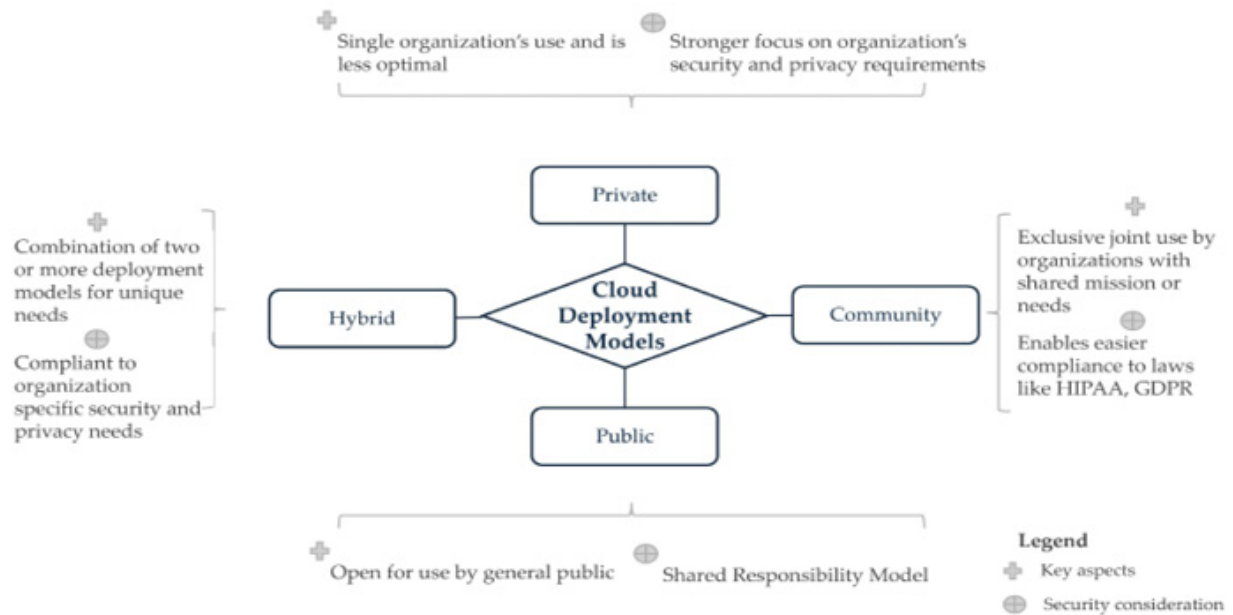 Single organization's use and is
less optimal
Stronger focus on organization's
security and privacy requirements
Private
Combination of two
or more deployment
models for unique
needs
Compliant to
organization
specific security and
privacy needs
Hybrid
Cloud
Deployment
Models
Community
Exclusive joint use by
organizations with
shared mission or
needs
Enables easier
compliance to laws
like HIPAA, GDPR
Public
Open for use by general public
Shared Responsibility Model
Legend
Key aspects
Security consideration